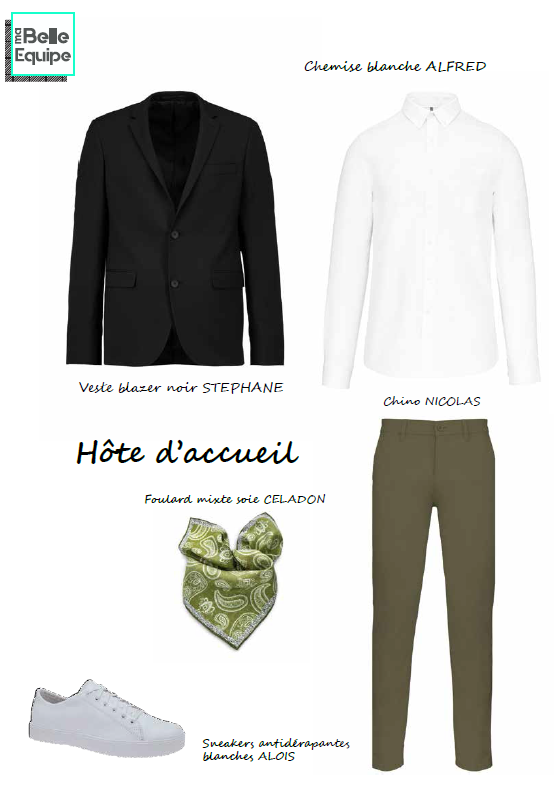 ma
Belle
Equipe
Chemise blanche ALFRED
Veste blazer noir STEPHANE
Chino NICOLAS
Hôte d'accueil
Foulard mixte soie CELADON
Sneakers antidérapantes
blanches ALOIS